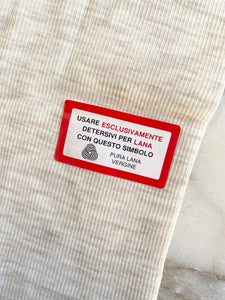 USARE ESCLUSIVAMENTE
DETERSIVI PER LANA
CON QUESTO SIMBOLO
PURA LANA
VERGINE